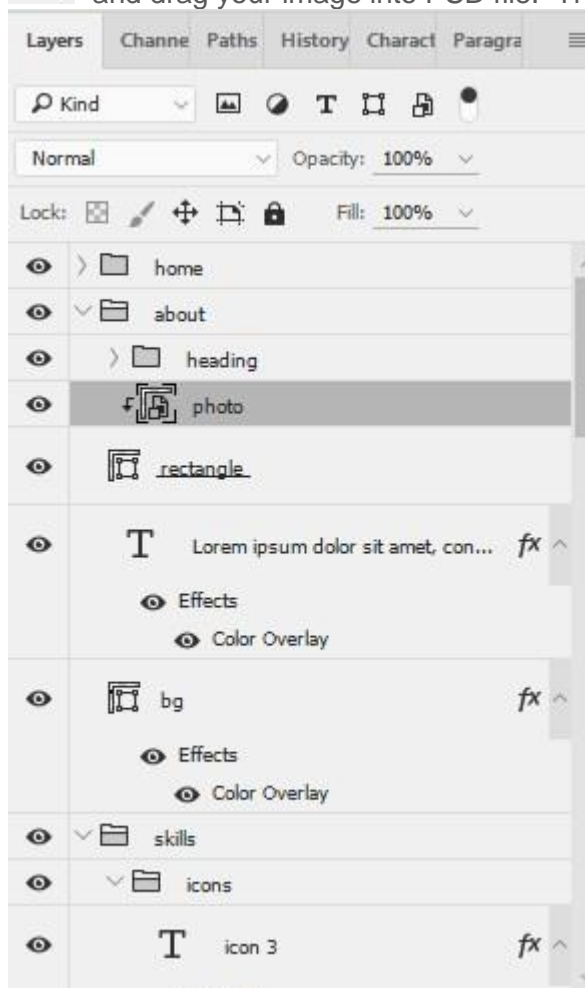 and drag your image into PSD file.
Layers Channe Paths History Charact Paragra
Kind
Normal Opacity: 100%
Lock: Fill: 100%
home
about
heading
photo
rectangle
T Lorem ipsum dolor sit amet, con... fx
Effects
Color Overlay
bg fx
Effects
Color Overlay
skills
icons
T icon 3 fx